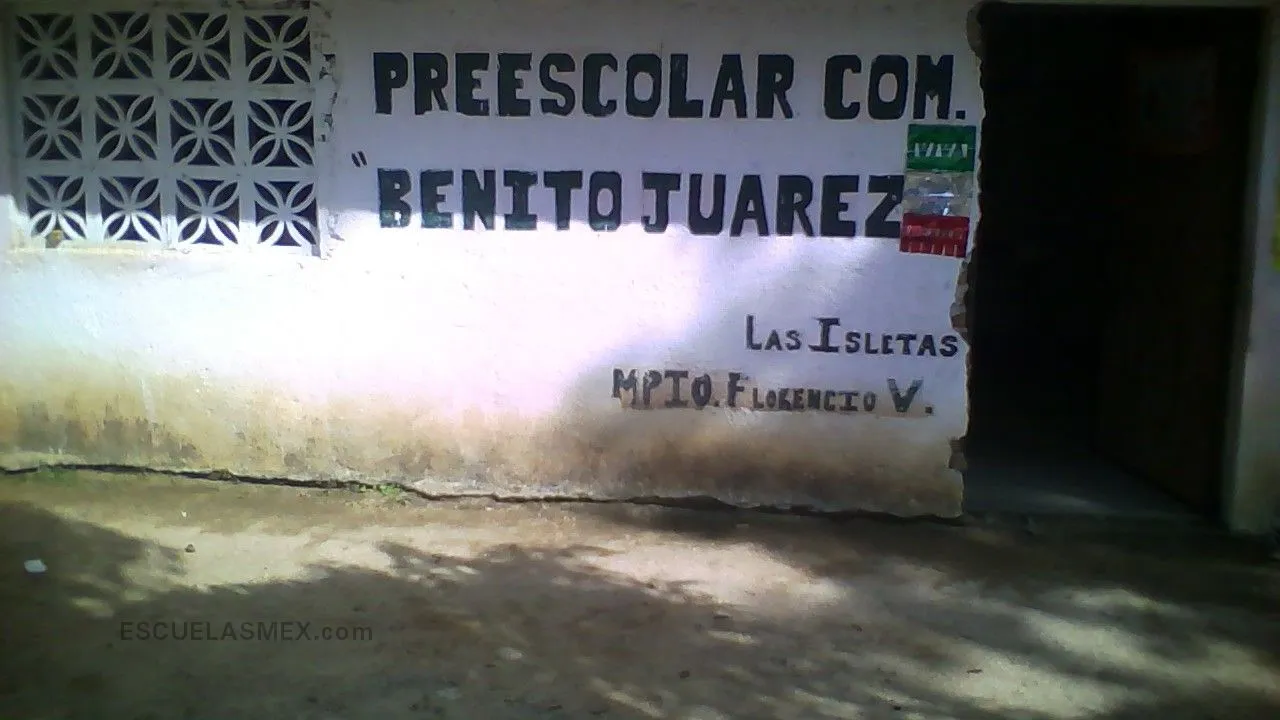 PREESCOLAR COM.
"BENITO JUAREZ
LAS ISLETAS
MPIO. FLORENCIO V.
ESCUELASMEX.com